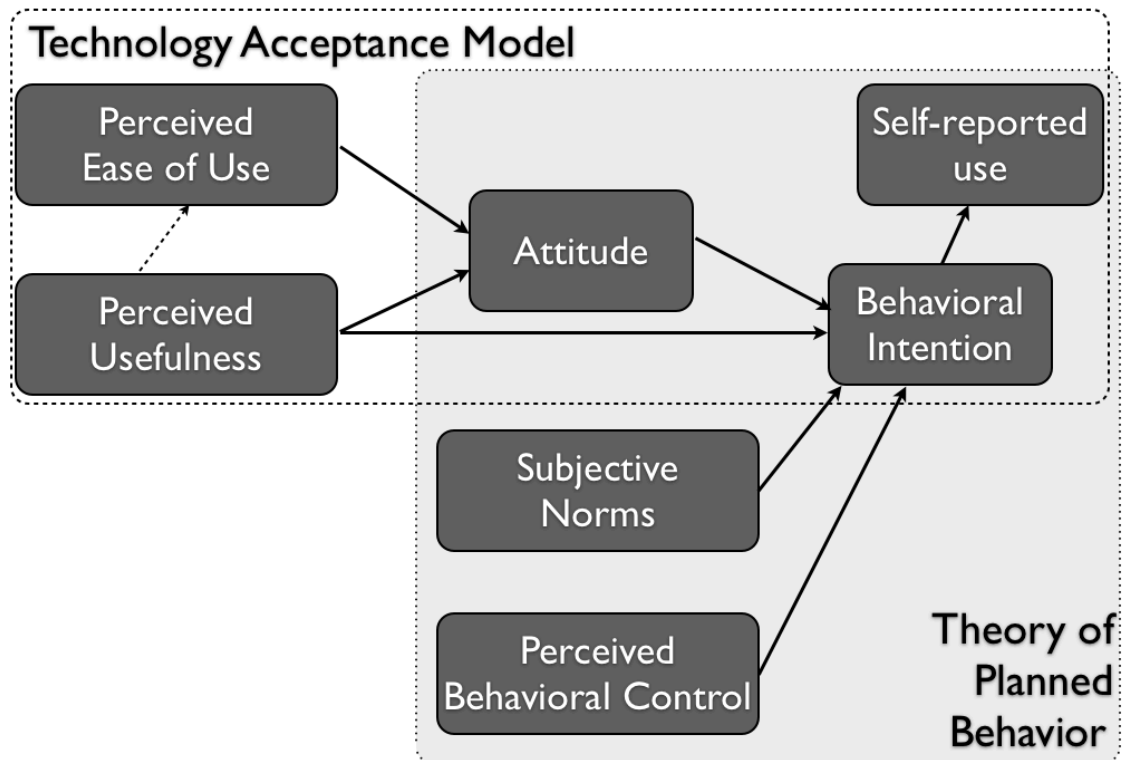 Technology Acceptance Model
Perceived
Ease of Use
Self-reported
use
Attitude
Perceived
Usefulness
Behavioral
Intention
Subjective
Norms
Perceived
Behavioral Control
Theory of
Planned
Behavior